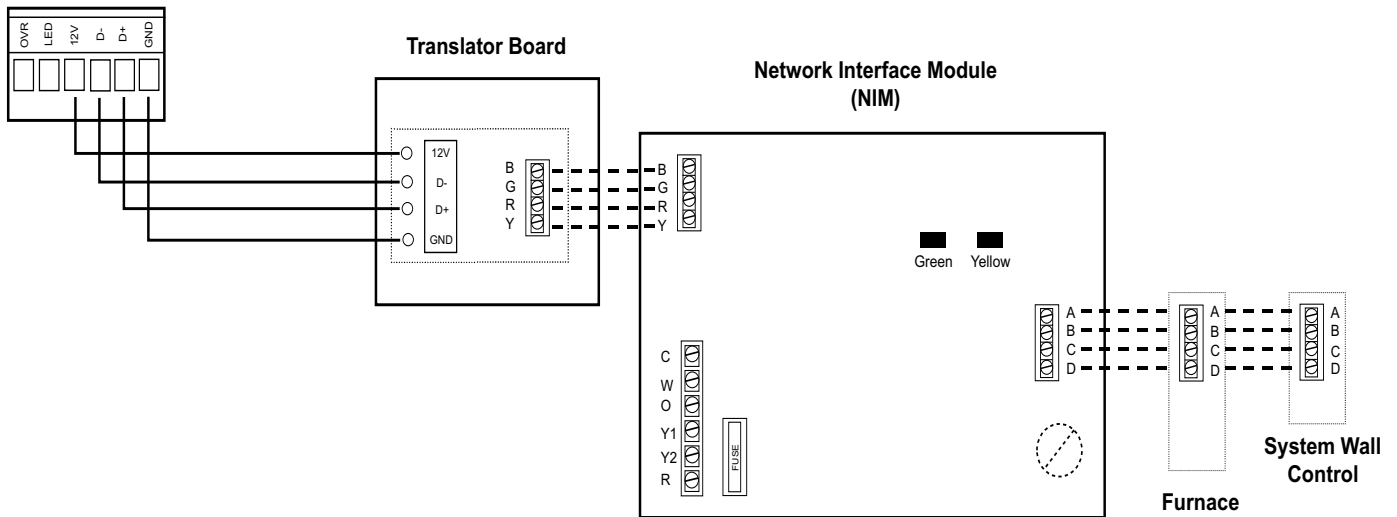 OVR LED 12V D- D+ GND
Translator Board
Network Interface Module
(NIM)
12V
D-
D+
GND
B
G
R
Y
B
G
R
Y
Green Yellow
C
W
O
Y1
Y2
R
FUSE
A
B
C
D
A
B
C
D
A
B
C
D
Furnace
System Wall
Control